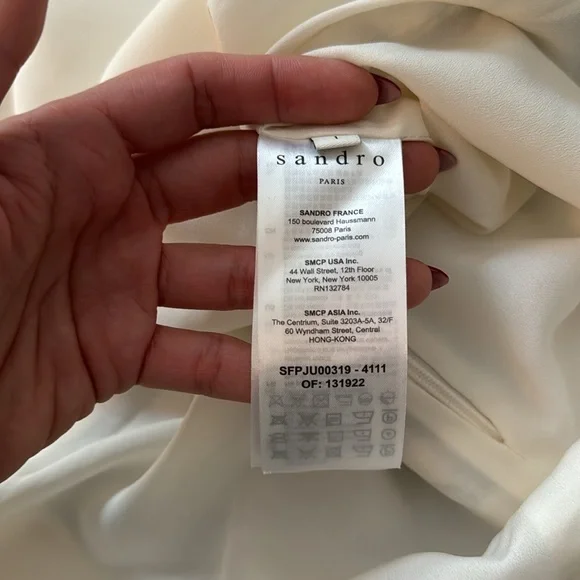 1
sandro
PARIS
SANDRO FRANCE
150 boulevard Haussmann
75008 Paris
www.sandro-paris.com
SMCP USA Inc.
44 Wall Street, 12th Floor
New York, New York 10005
RN132784
SMCP ASIA Inc.
The Centrium, Suite 3203A-5A, 32/F
60 Wyndham Street, Central
HONG-KONG
SFPJU00319 - 4111
OF: 131922